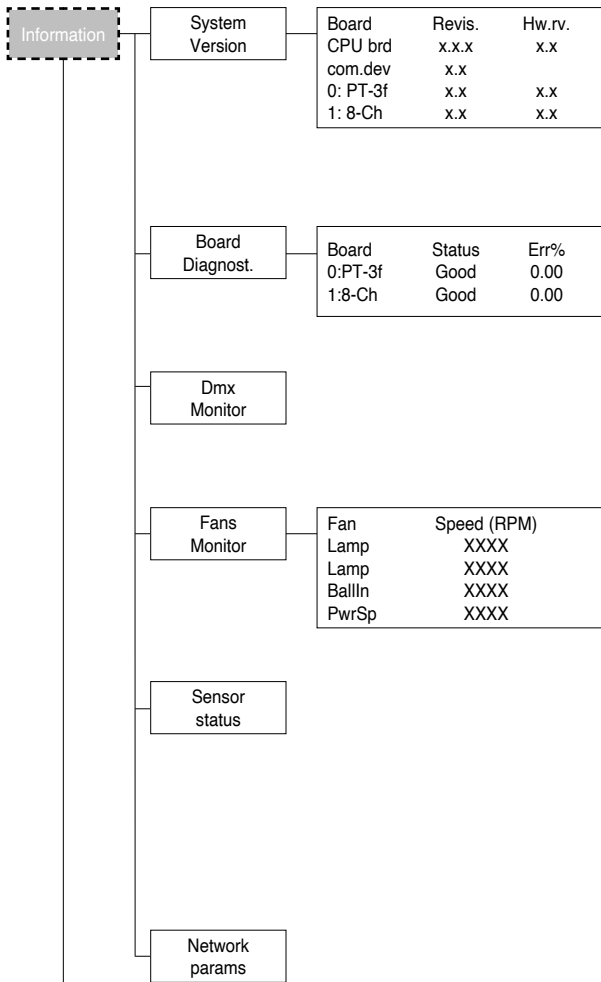 Information
System
Version
Board Revis. Hw.rv.
CPU brd x.x.x x.x
com.dev x.x
0: PT-3f x.x x.x
1: 8-Ch x.x x.x
Board
Diagnost.
Board Status Err%
0:PT-3f Good 0.00
1:8-Ch Good 0.00
Dmx
Monitor
Fans
Monitor
Fan Speed (RPM)
Lamp XXXX
Lamp XXXX
BallIn XXXX
PwrSp XXXX
Sensor
status
Network
params